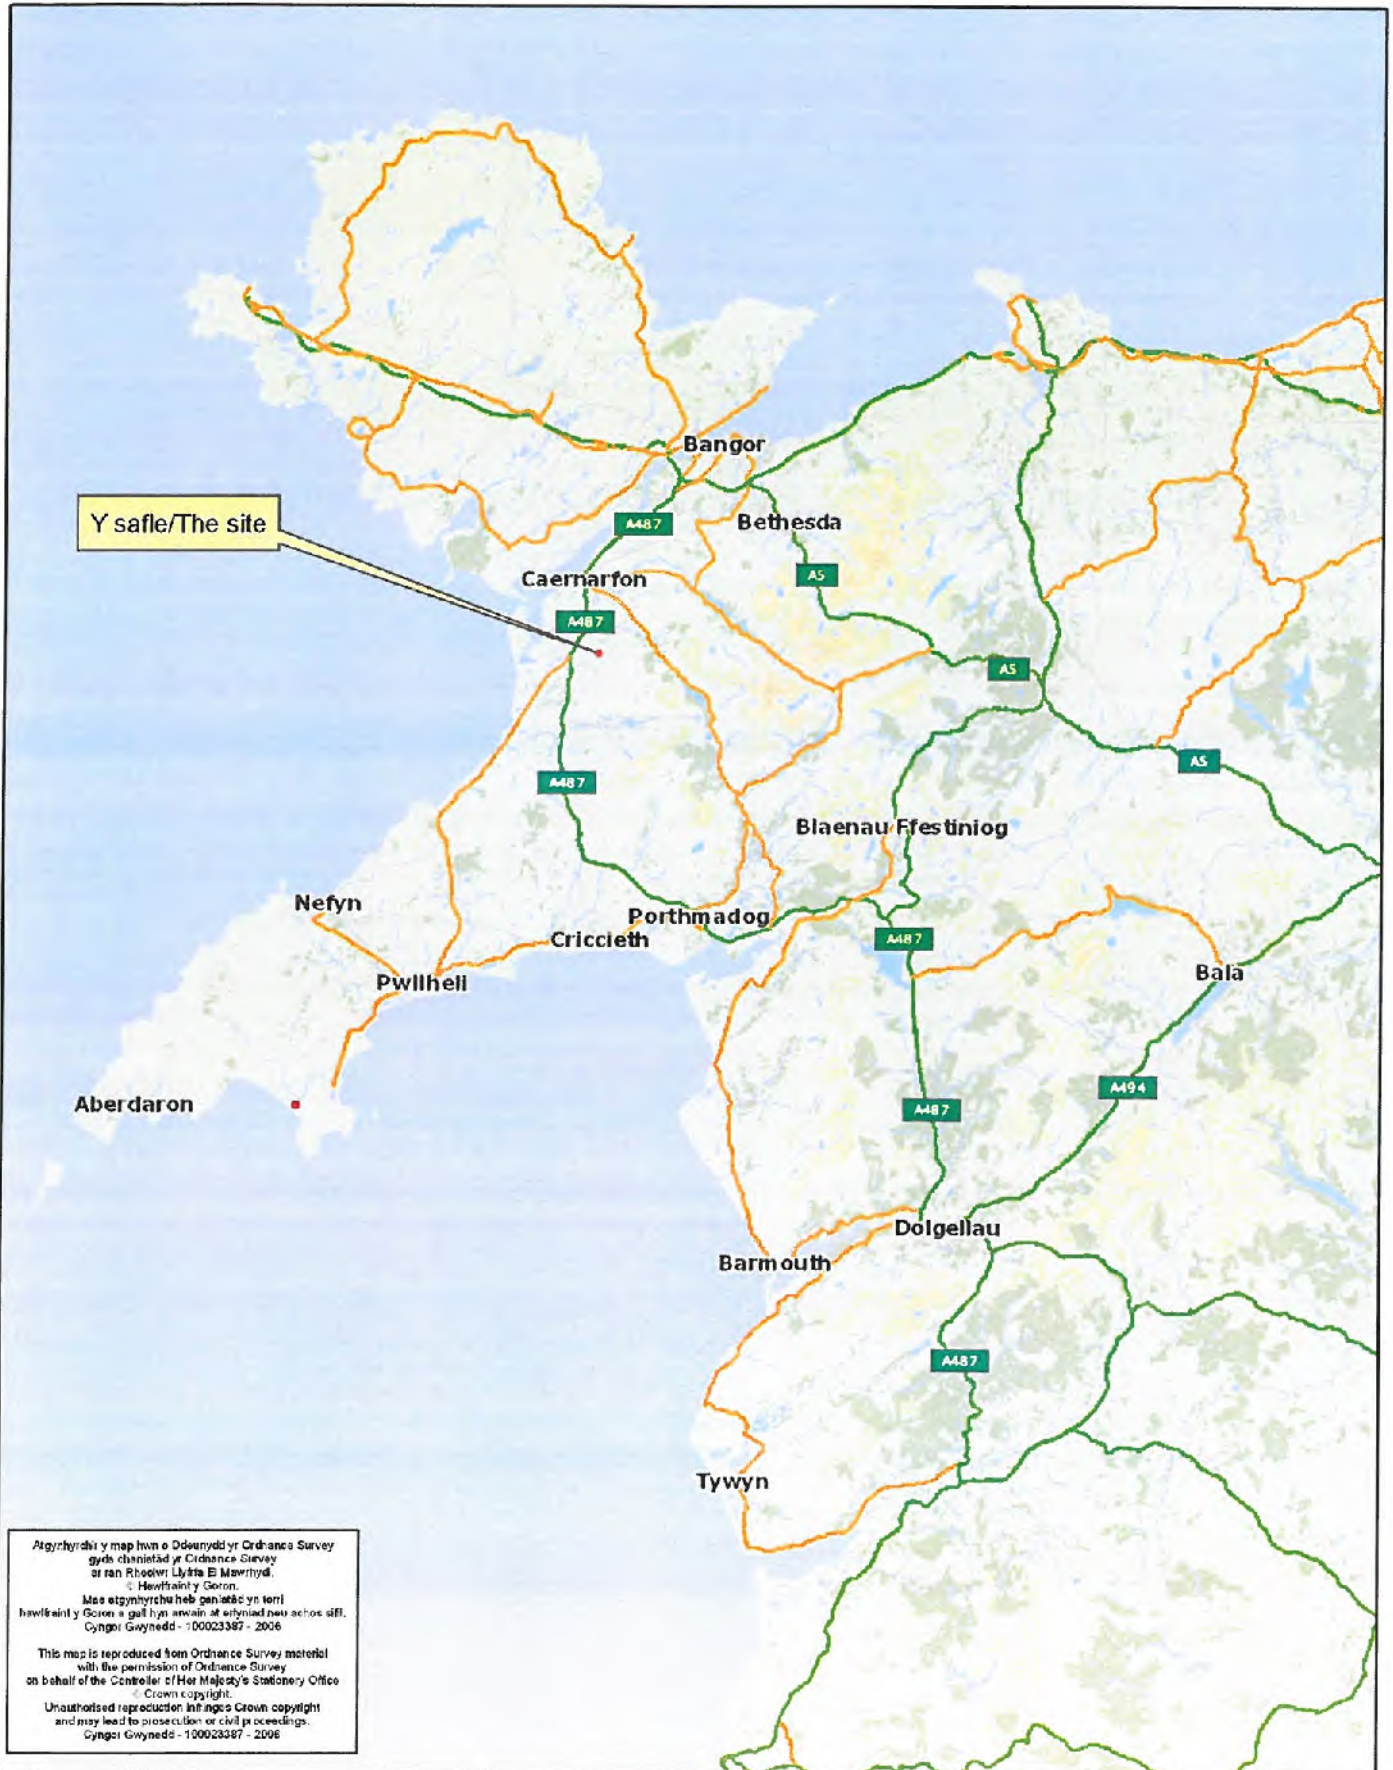 Bangor
Y safle/The site
A487
Bethesda
Caernarfon
A5
A487
A5
A487
A5
Blaenau Ffestiniog
Nefyn
Porthmadog
Criccieth
A487
Pwllheli
Bala
Aberdaron
A487
A494
Dolgellau
Barmouth
A487
Tywyn
Atgynhyrchir y map hwn o Ddeunydd yr Ordnance Survey
gyda chaniatâd yr Ordnance Survey
ar ran Rheolwr Llyfrfa Ei Mawrhydi.
© Hawlfraint y Goron.
Mae atgynhyrchu heb ganiatâd yn torri
hawlfraint y Goron a gall hyn arwain at erlyniad neu achos sifil.
Cyngor Gwynedd - 100023387 - 2006
This map is reproduced from Ordnance Survey material
with the permission of Ordnance Survey
on behalf of the Controller of Her Majesty's Stationery Office
© Crown copyright.
Unauthorised reproduction infringes Crown copyright
and may lead to prosecution or civil proceedings.
Cyngor Gwynedd - 100023387 - 2006